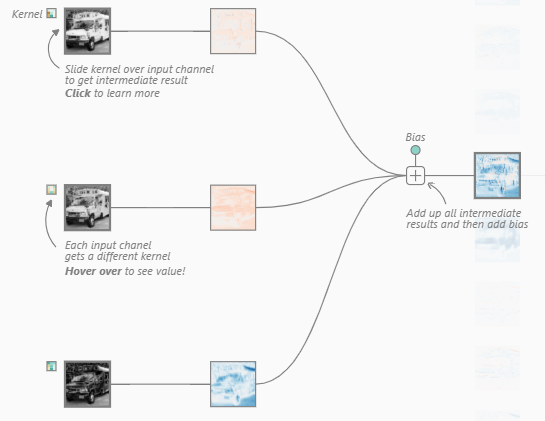 Kernel
Slide kernel over input channel
to get intermediate result
Click to learn more
Bias
Add up all intermediate
results and then add bias
Each input chanel
gets a different kernel
Hover over to see value!